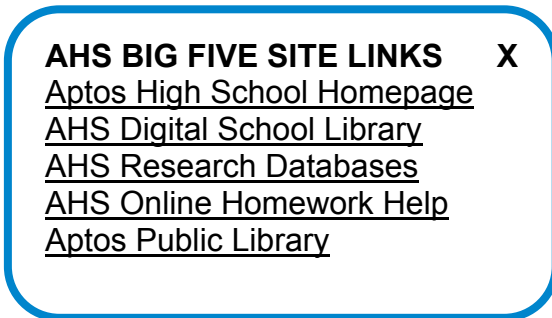 AHS BIG FIVE SITE LINKS X
Aptos High School Homepage
AHS Digital School Library
AHS Research Databases
AHS Online Homework Help
Aptos Public Library